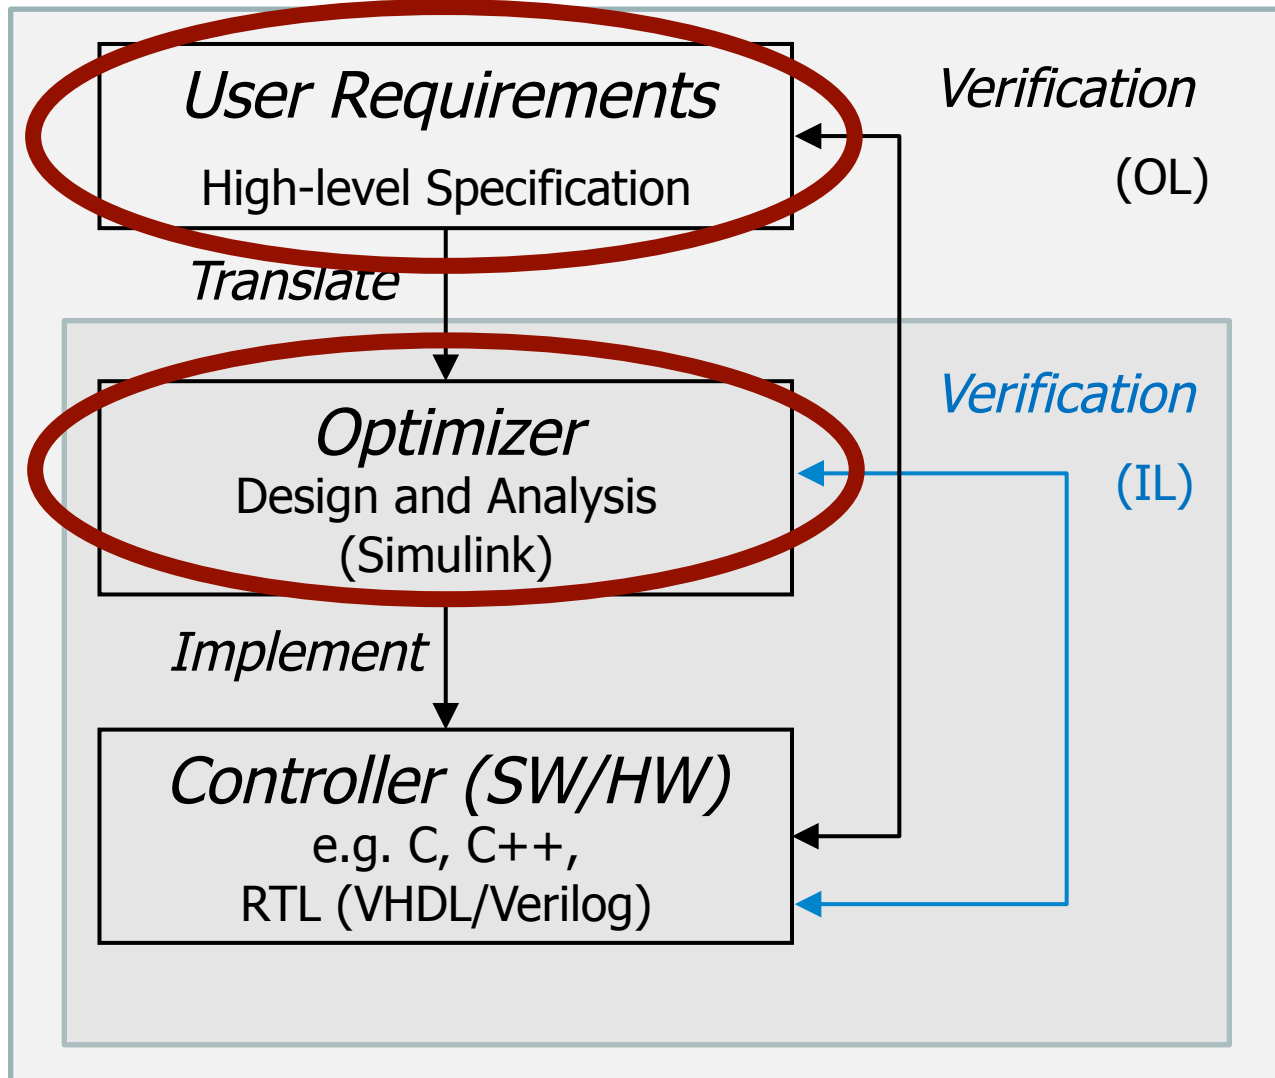 User Requirements
High-level Specification
Verification
(OL)
Translate
Optimizer
Design and Analysis
(Simulink)
Verification
(IL)
Implement
Controller (SW/HW)
e.g. C, C++,
RTL (VHDL/Verilog)